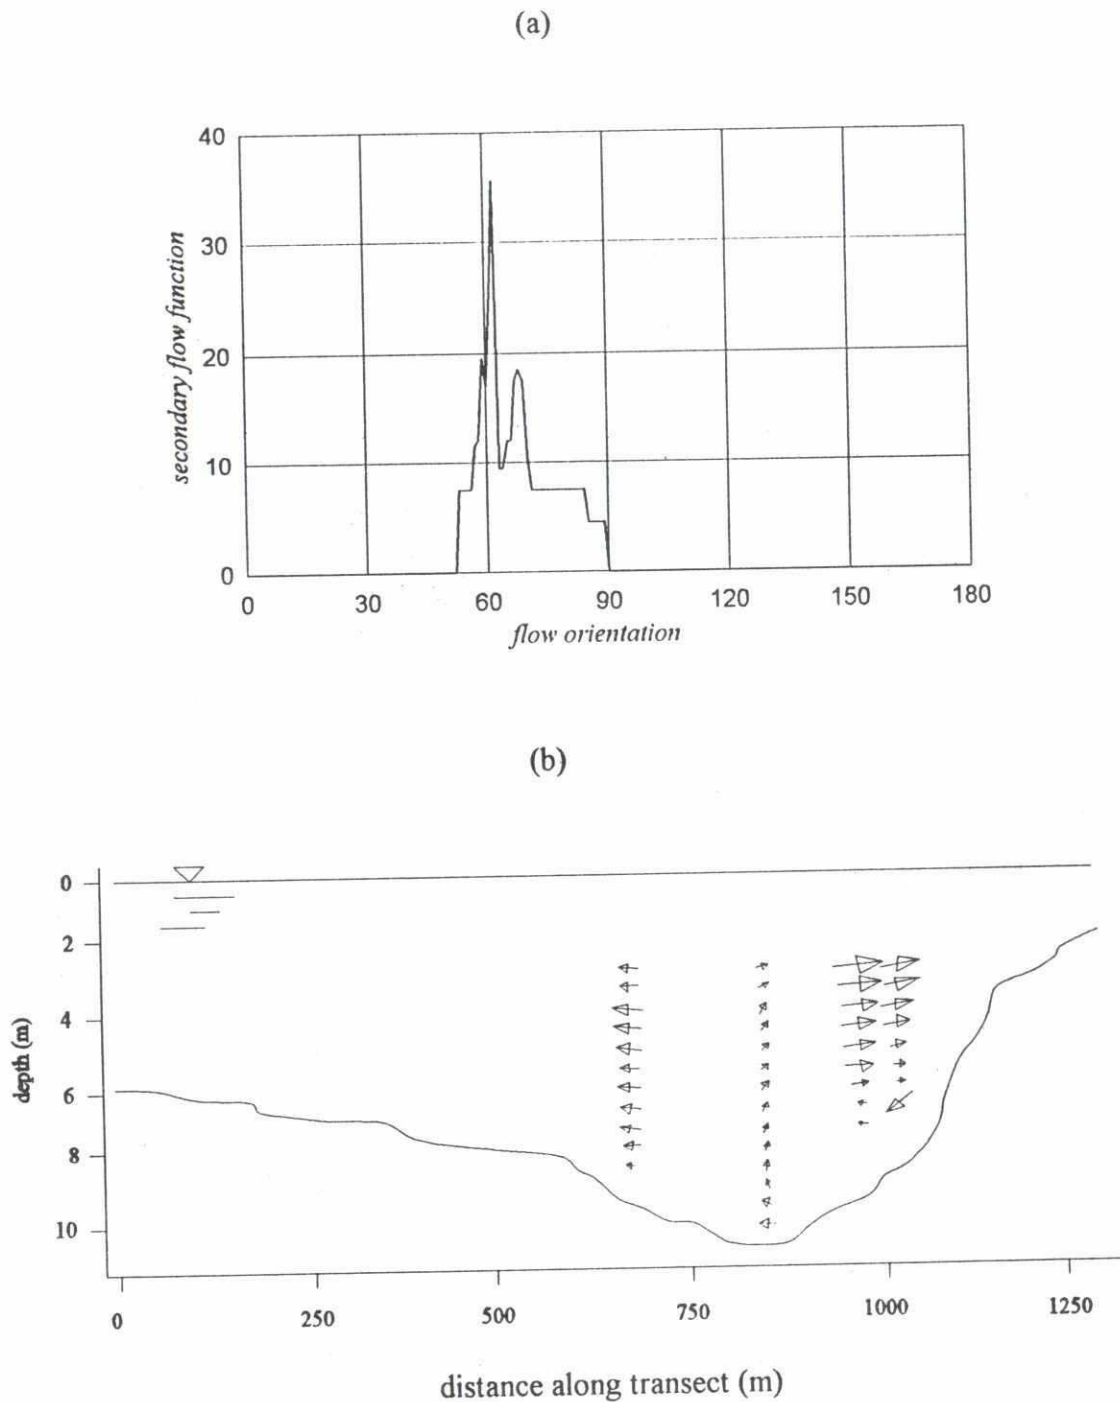 (a)
40
30
20
10
0
secondary flow function
0 30 60 90 120 150 180
flow orientation
(b)
0
2
4
6
8
10
depth (m)
0 250 500 750 1000 1250
distance along transect (m)